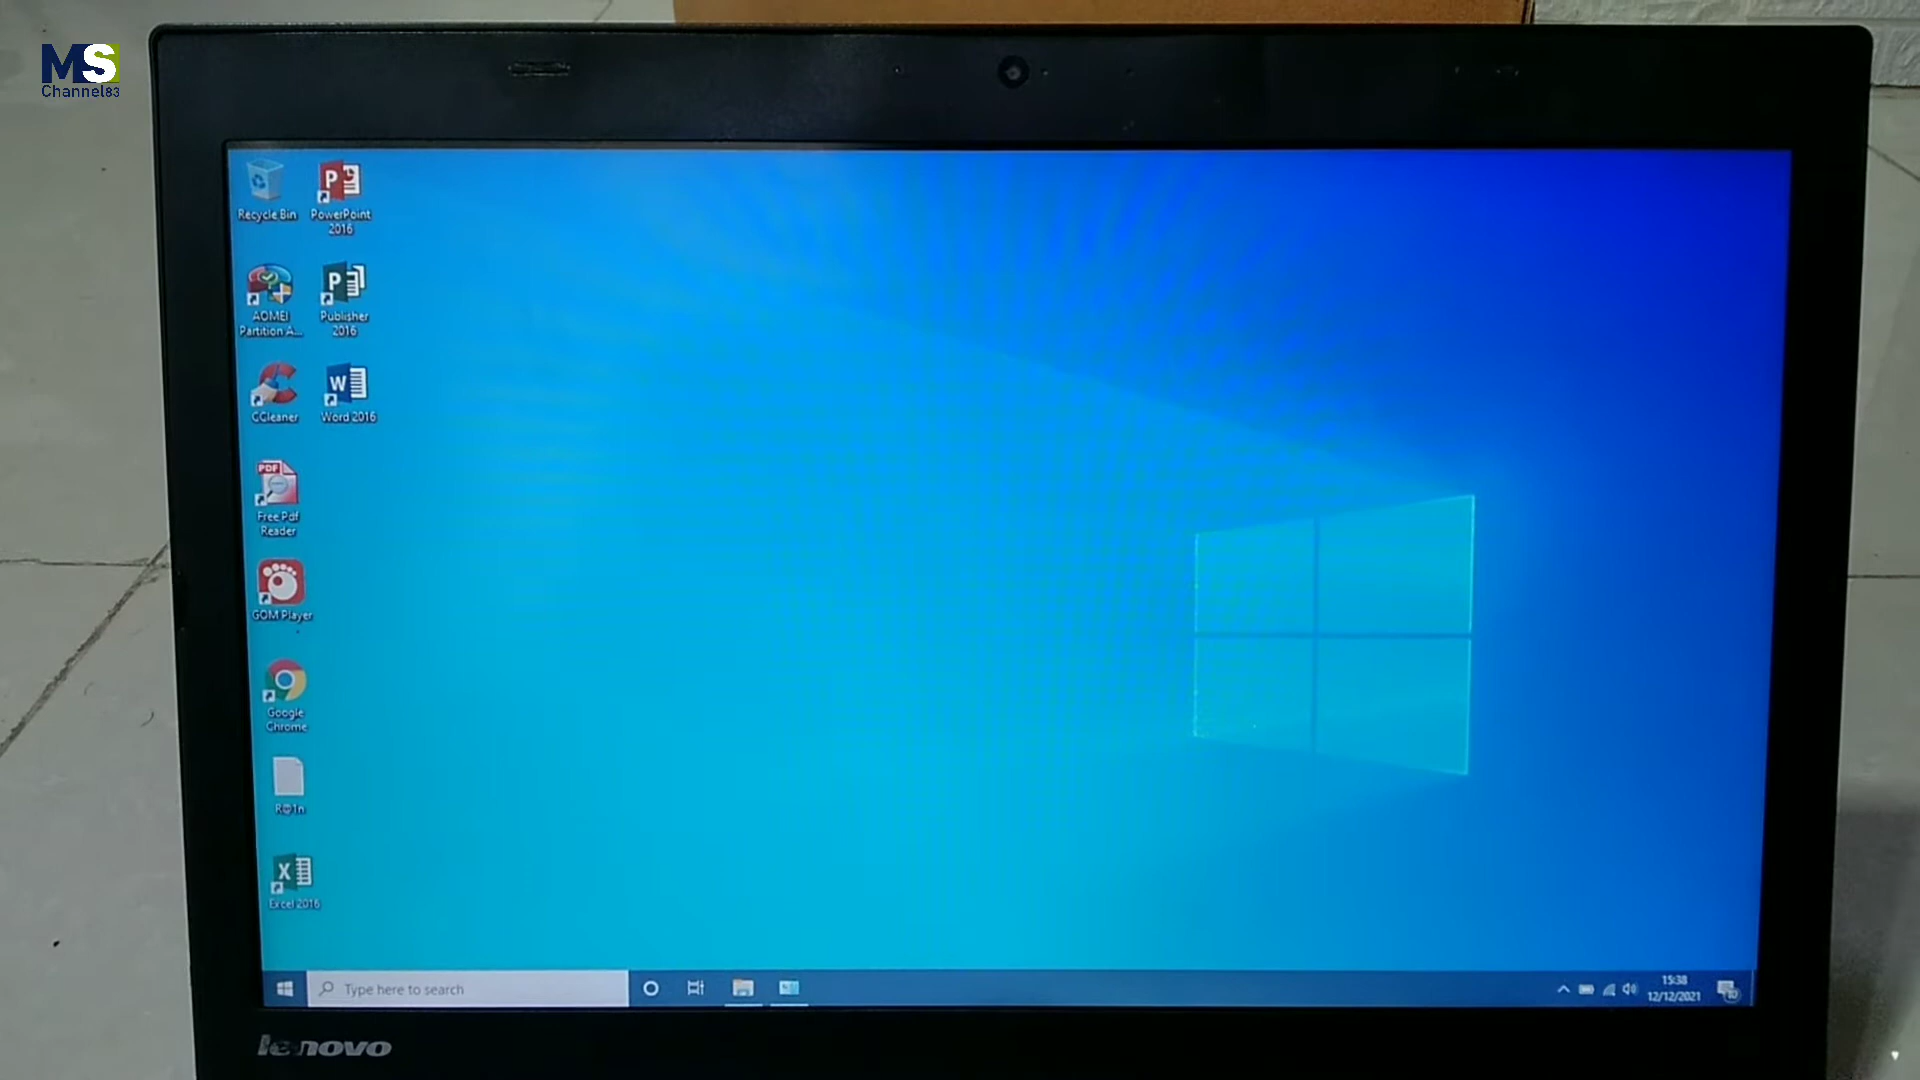 MS
Channel83
Recycle Bin
PowerPoint
2016
AOMEI
Partition A...
Publisher
2016
CCleaner
Word 2016
PDF
Free Pdf
Reader
GOM Player
Google
Chrome
R@1n
Excel 2016
Type here to search
15:38
12/12/2021
lenovo